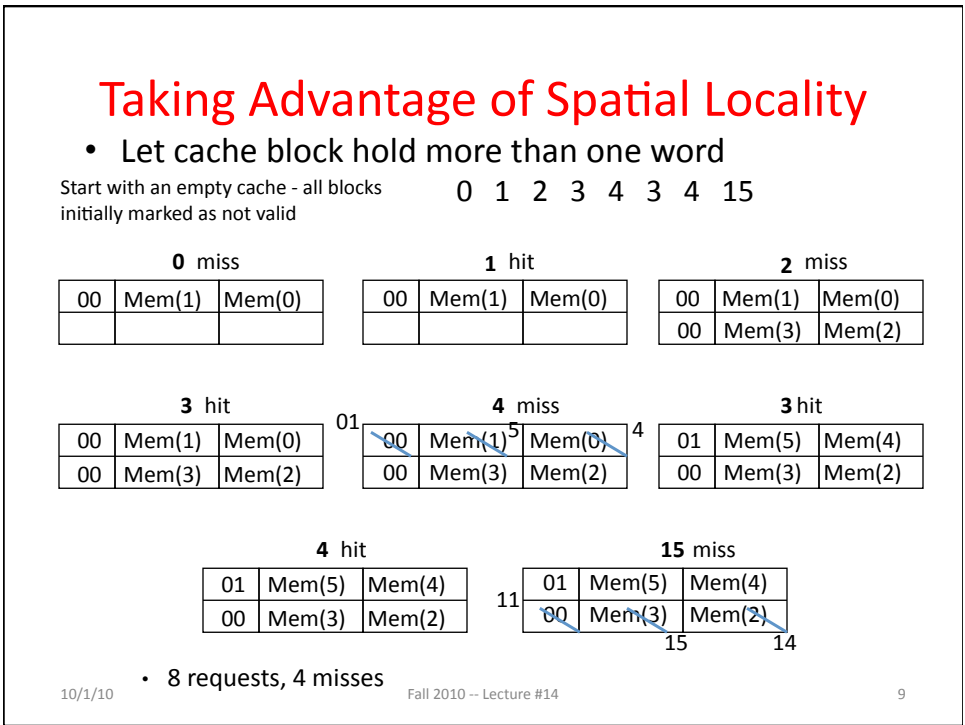 Taking Advantage of Spatial Locality
• Let cache block hold more than one word
Start with an empty cache - all blocks
initially marked as not valid
0 1 2 3 4 3 4 15
0 miss
00 Mem(1) Mem(0)
1 hit
00 Mem(1) Mem(0)
2 miss
00 Mem(1) Mem(0)
00 Mem(3) Mem(2)
3 hit
00 Mem(1) Mem(0)
00 Mem(3) Mem(2)
4 miss
01 5 4
00 Mem(1) Mem(0)
00 Mem(3) Mem(2)
3 hit
01 Mem(5) Mem(4)
00 Mem(3) Mem(2)
4 hit
01 Mem(5) Mem(4)
00 Mem(3) Mem(2)
15 miss
01 Mem(5) Mem(4)
11
00 Mem(3) Mem(2)
15 14
• 8 requests, 4 misses
10/1/10 Fall 2010 -- Lecture #14 9